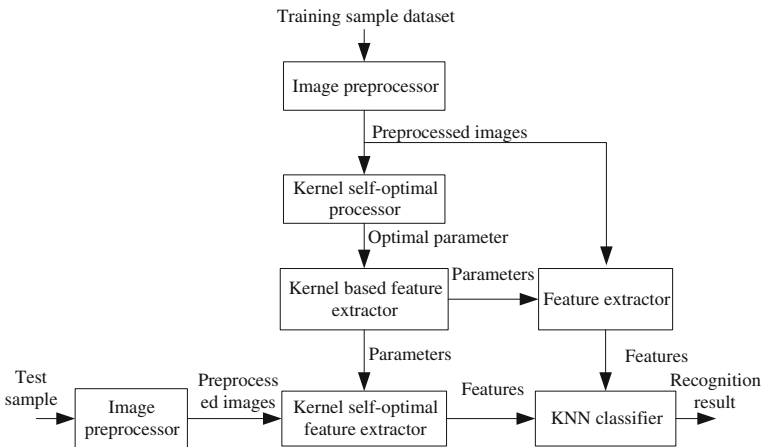 Training sample dataset
Image preprocessor
Preprocessed images
Kernel self-optimal
processor
Optimal parameter
Kernel based feature
extractor
Parameters
Feature extractor
Parameters
Features
Test
sample
Image
preprocessor
Preprocess
ed images
Kernel self-optimal
feature extractor
Features
KNN classifier
Recognition
result